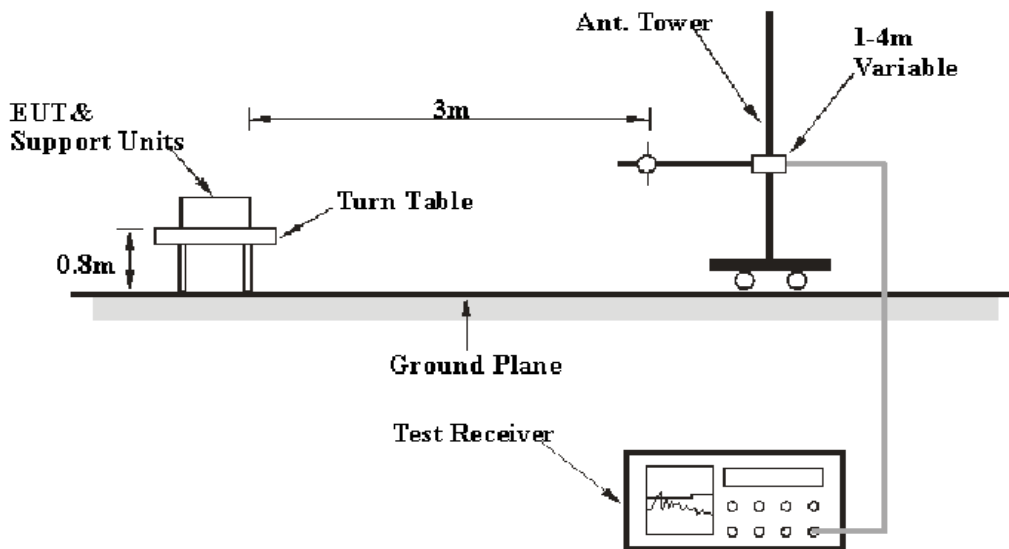 Ant. Tower
1-4m
Variable
3m
EUT&
Support Units
Turn Table
0.8m
Ground Plane
Test Receiver